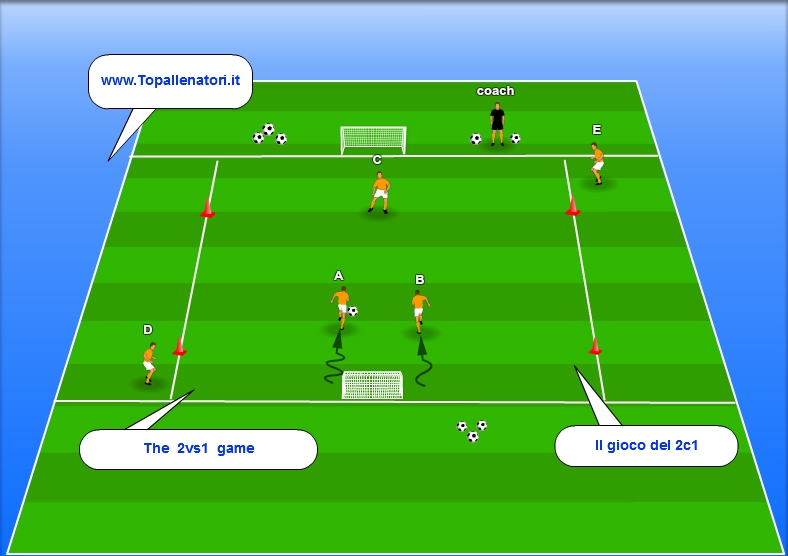 www.Topallenatori.it
coach
E
C
A
B
D
The 2vs1 game
Il gioco del 2c1